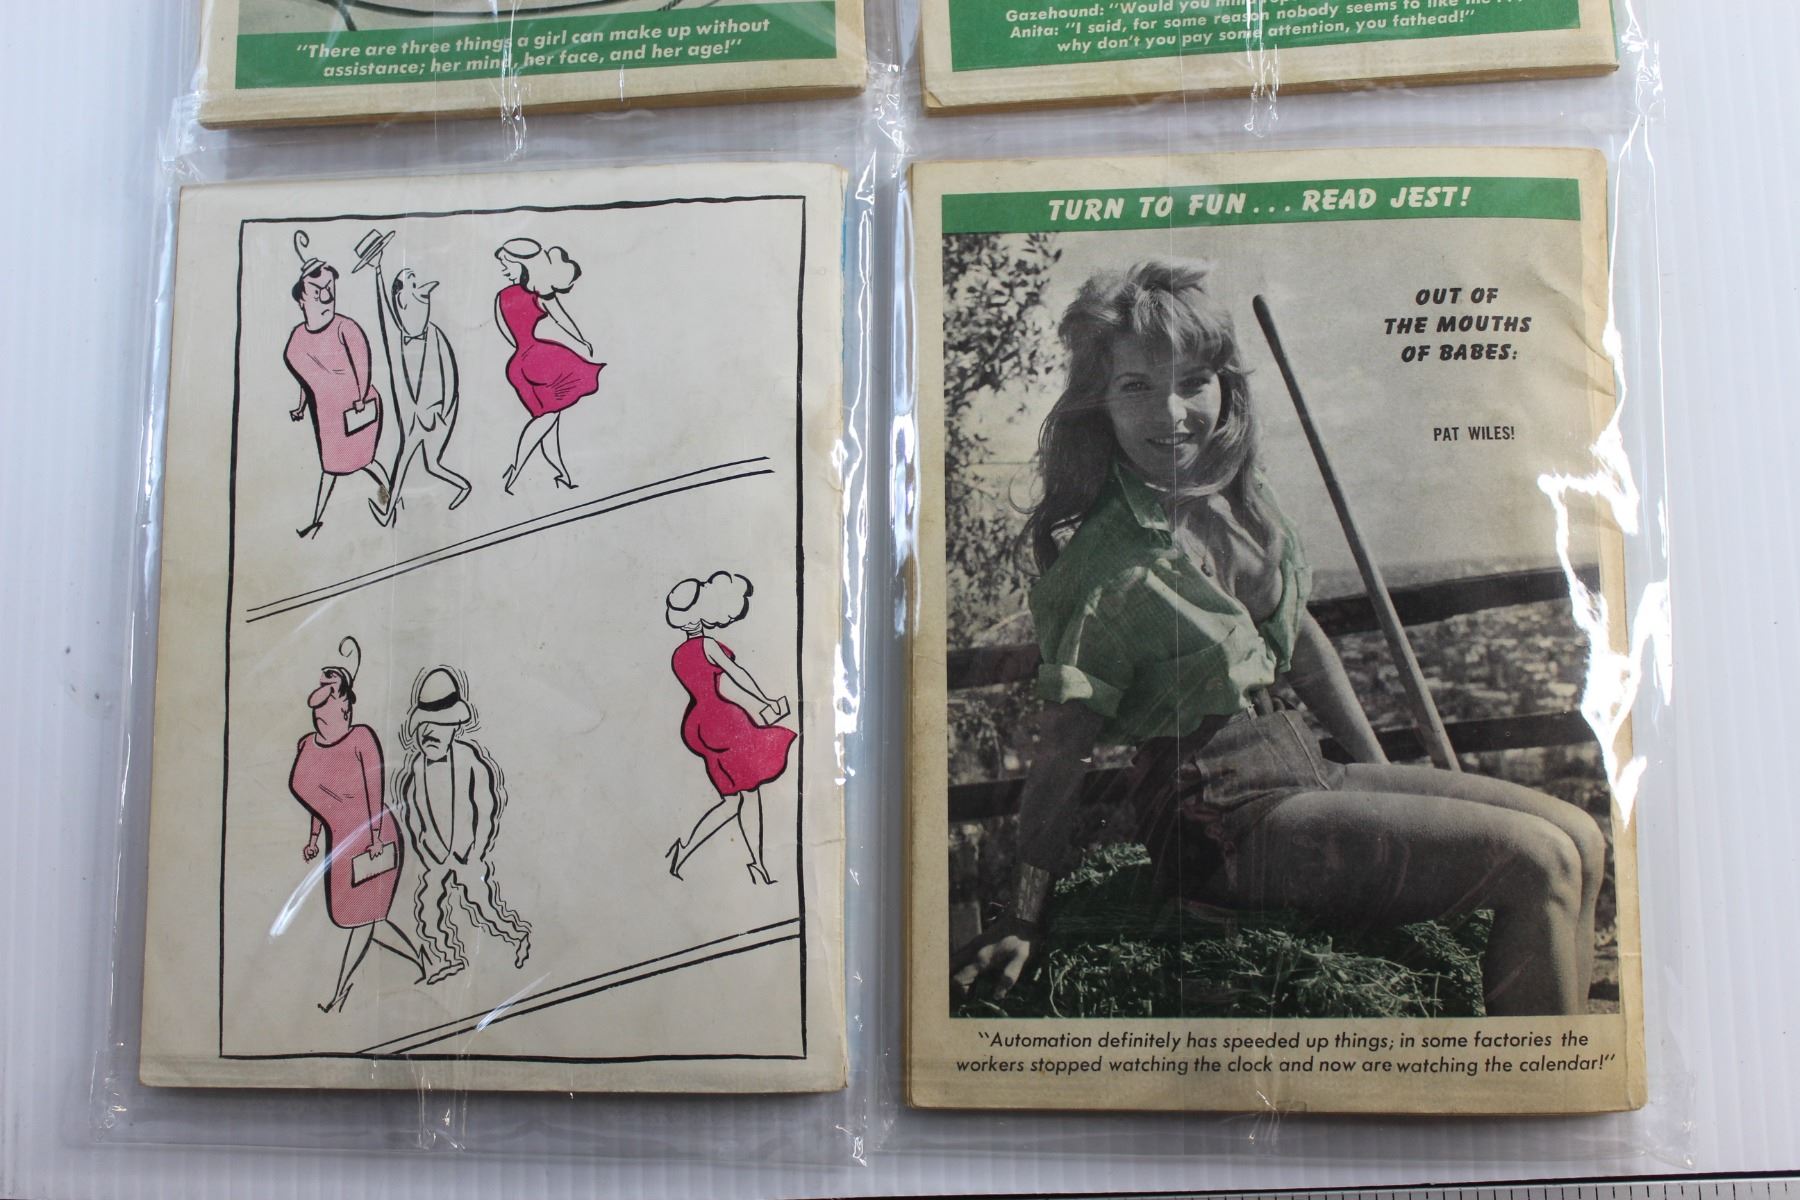 "There are three things a girl can make up without
assistance; her mind, her face, and her age!"
Gazehound: "Would you
Anita: "I said, for some reason nobody seems to like me...
why don't you pay some attention, you fathead!"
TURN TO FUN... READ JEST!
OUT OF
THE MOUTHS
OF BABES:
PAT WILES!
"Automation definitely has speeded up things; in some factories the
workers stopped watching the clock and now are watching the calendar!"